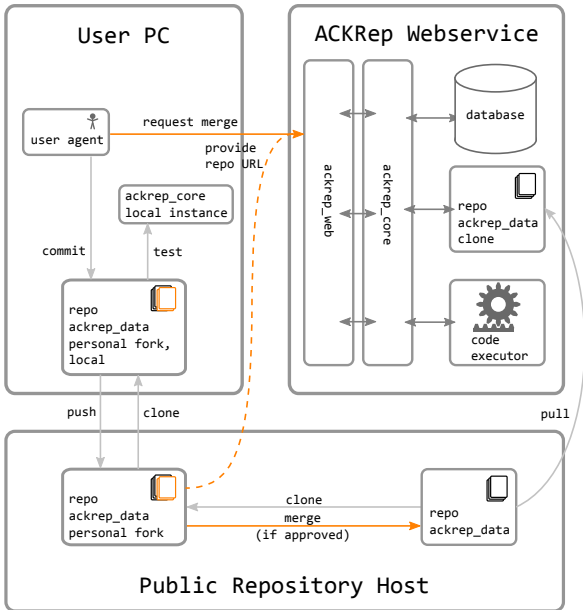 User PC
ACKRep Webservice
user agent
request merge
provide
repo URL
ackrep_core
local instance
commit
test
repo
ackrep_data
personal fork,
local
ackrep_web
ackrep_core
database
repo
ackrep_data
clone
code
executor
push
clone
pull
repo
ackrep_data
personal fork
clone
merge
(if approved)
repo
ackrep_data
Public Repository Host